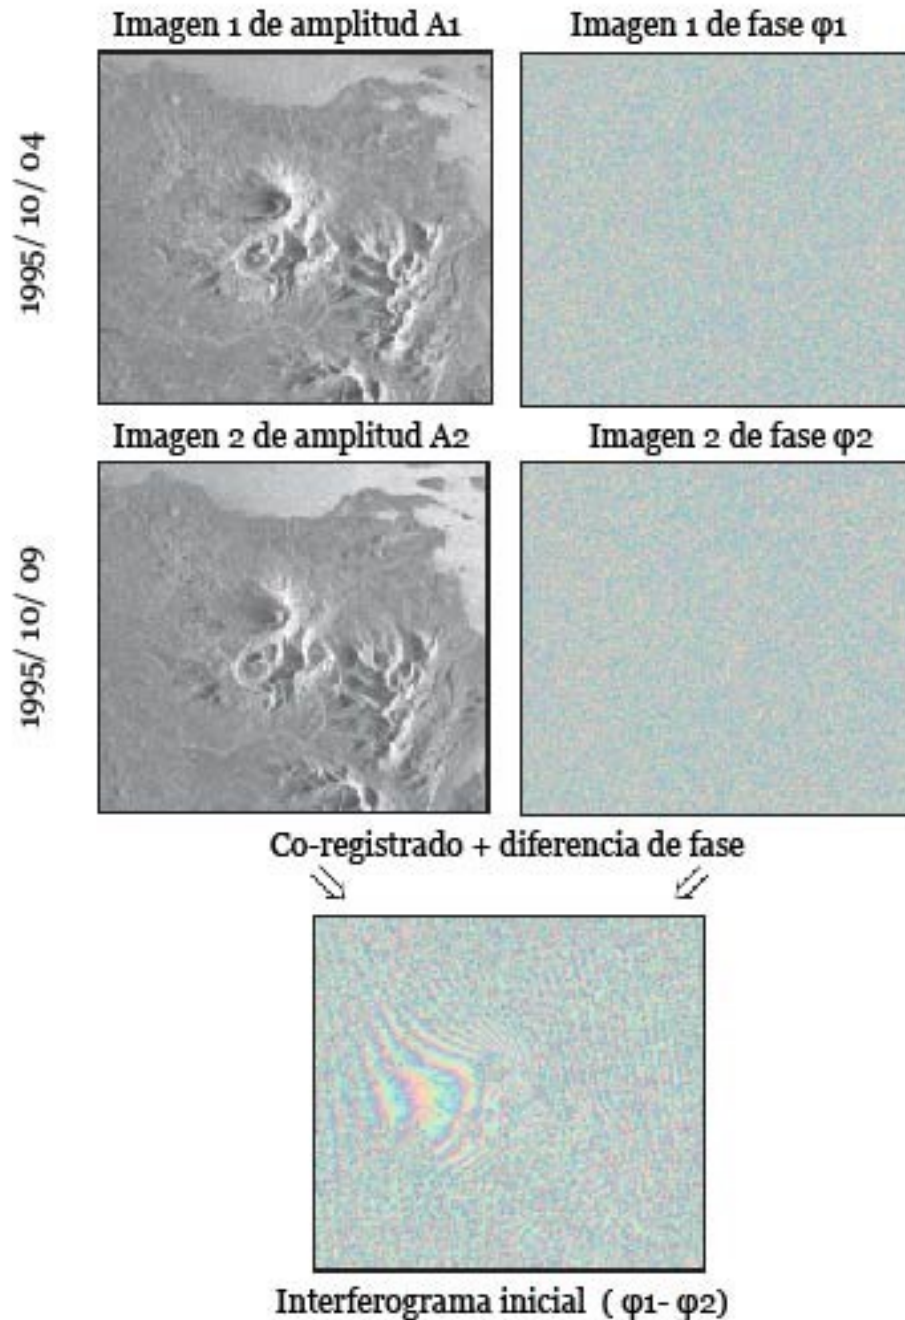 Imagen 1 de amplitud A1
Imagen 1 de fase φ1
1995/ 10/ 04
Imagen 2 de amplitud A2
Imagen 2 de fase φ2
1995/ 10/ 09
Co-registrado + diferencia de fase
Interferograma inicial ( φ1- φ2)